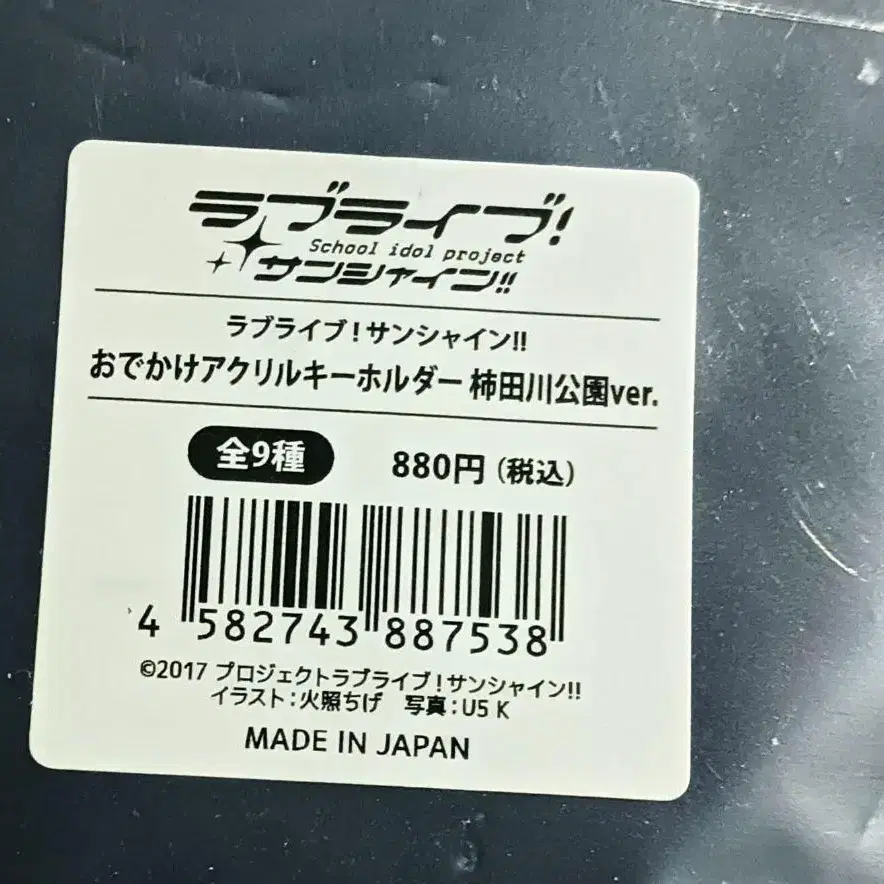 ラブライブ!
School idol project
サンシャイン!!
ラブライブ!サンシャイン!!
おでかけアクリルキーホルダー 柿田川公園ver.
全9種 880円(税込)
4 582743 887538
©2017 プロジェクトラブライブ!サンシャイン!!
イラスト:火照ちげ 写真:U5 K
MADE IN JAPAN